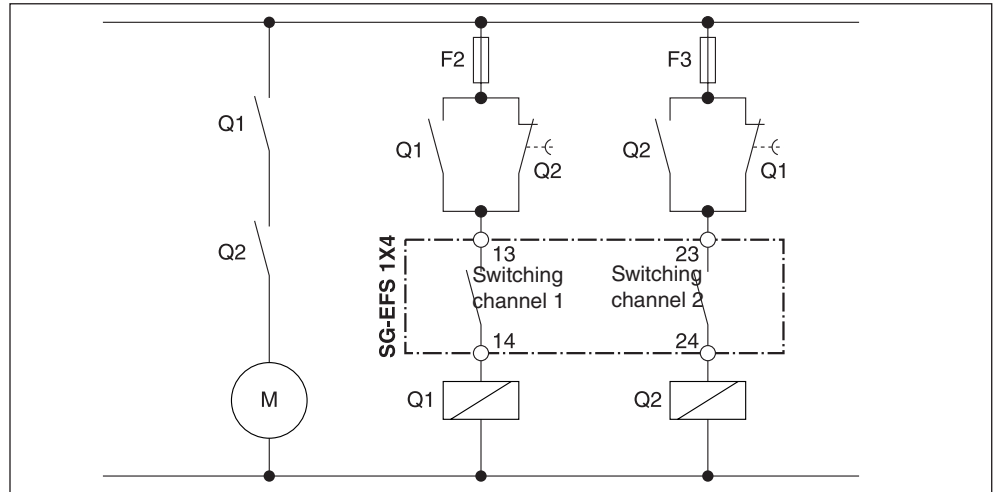 F2
F3
Q1
Q1
Q2
Q2
Q1
Q2
SG-EFS 1X4
13
Switching
channel 1
14
23
Switching
channel 2
24
M
Q1
Q2